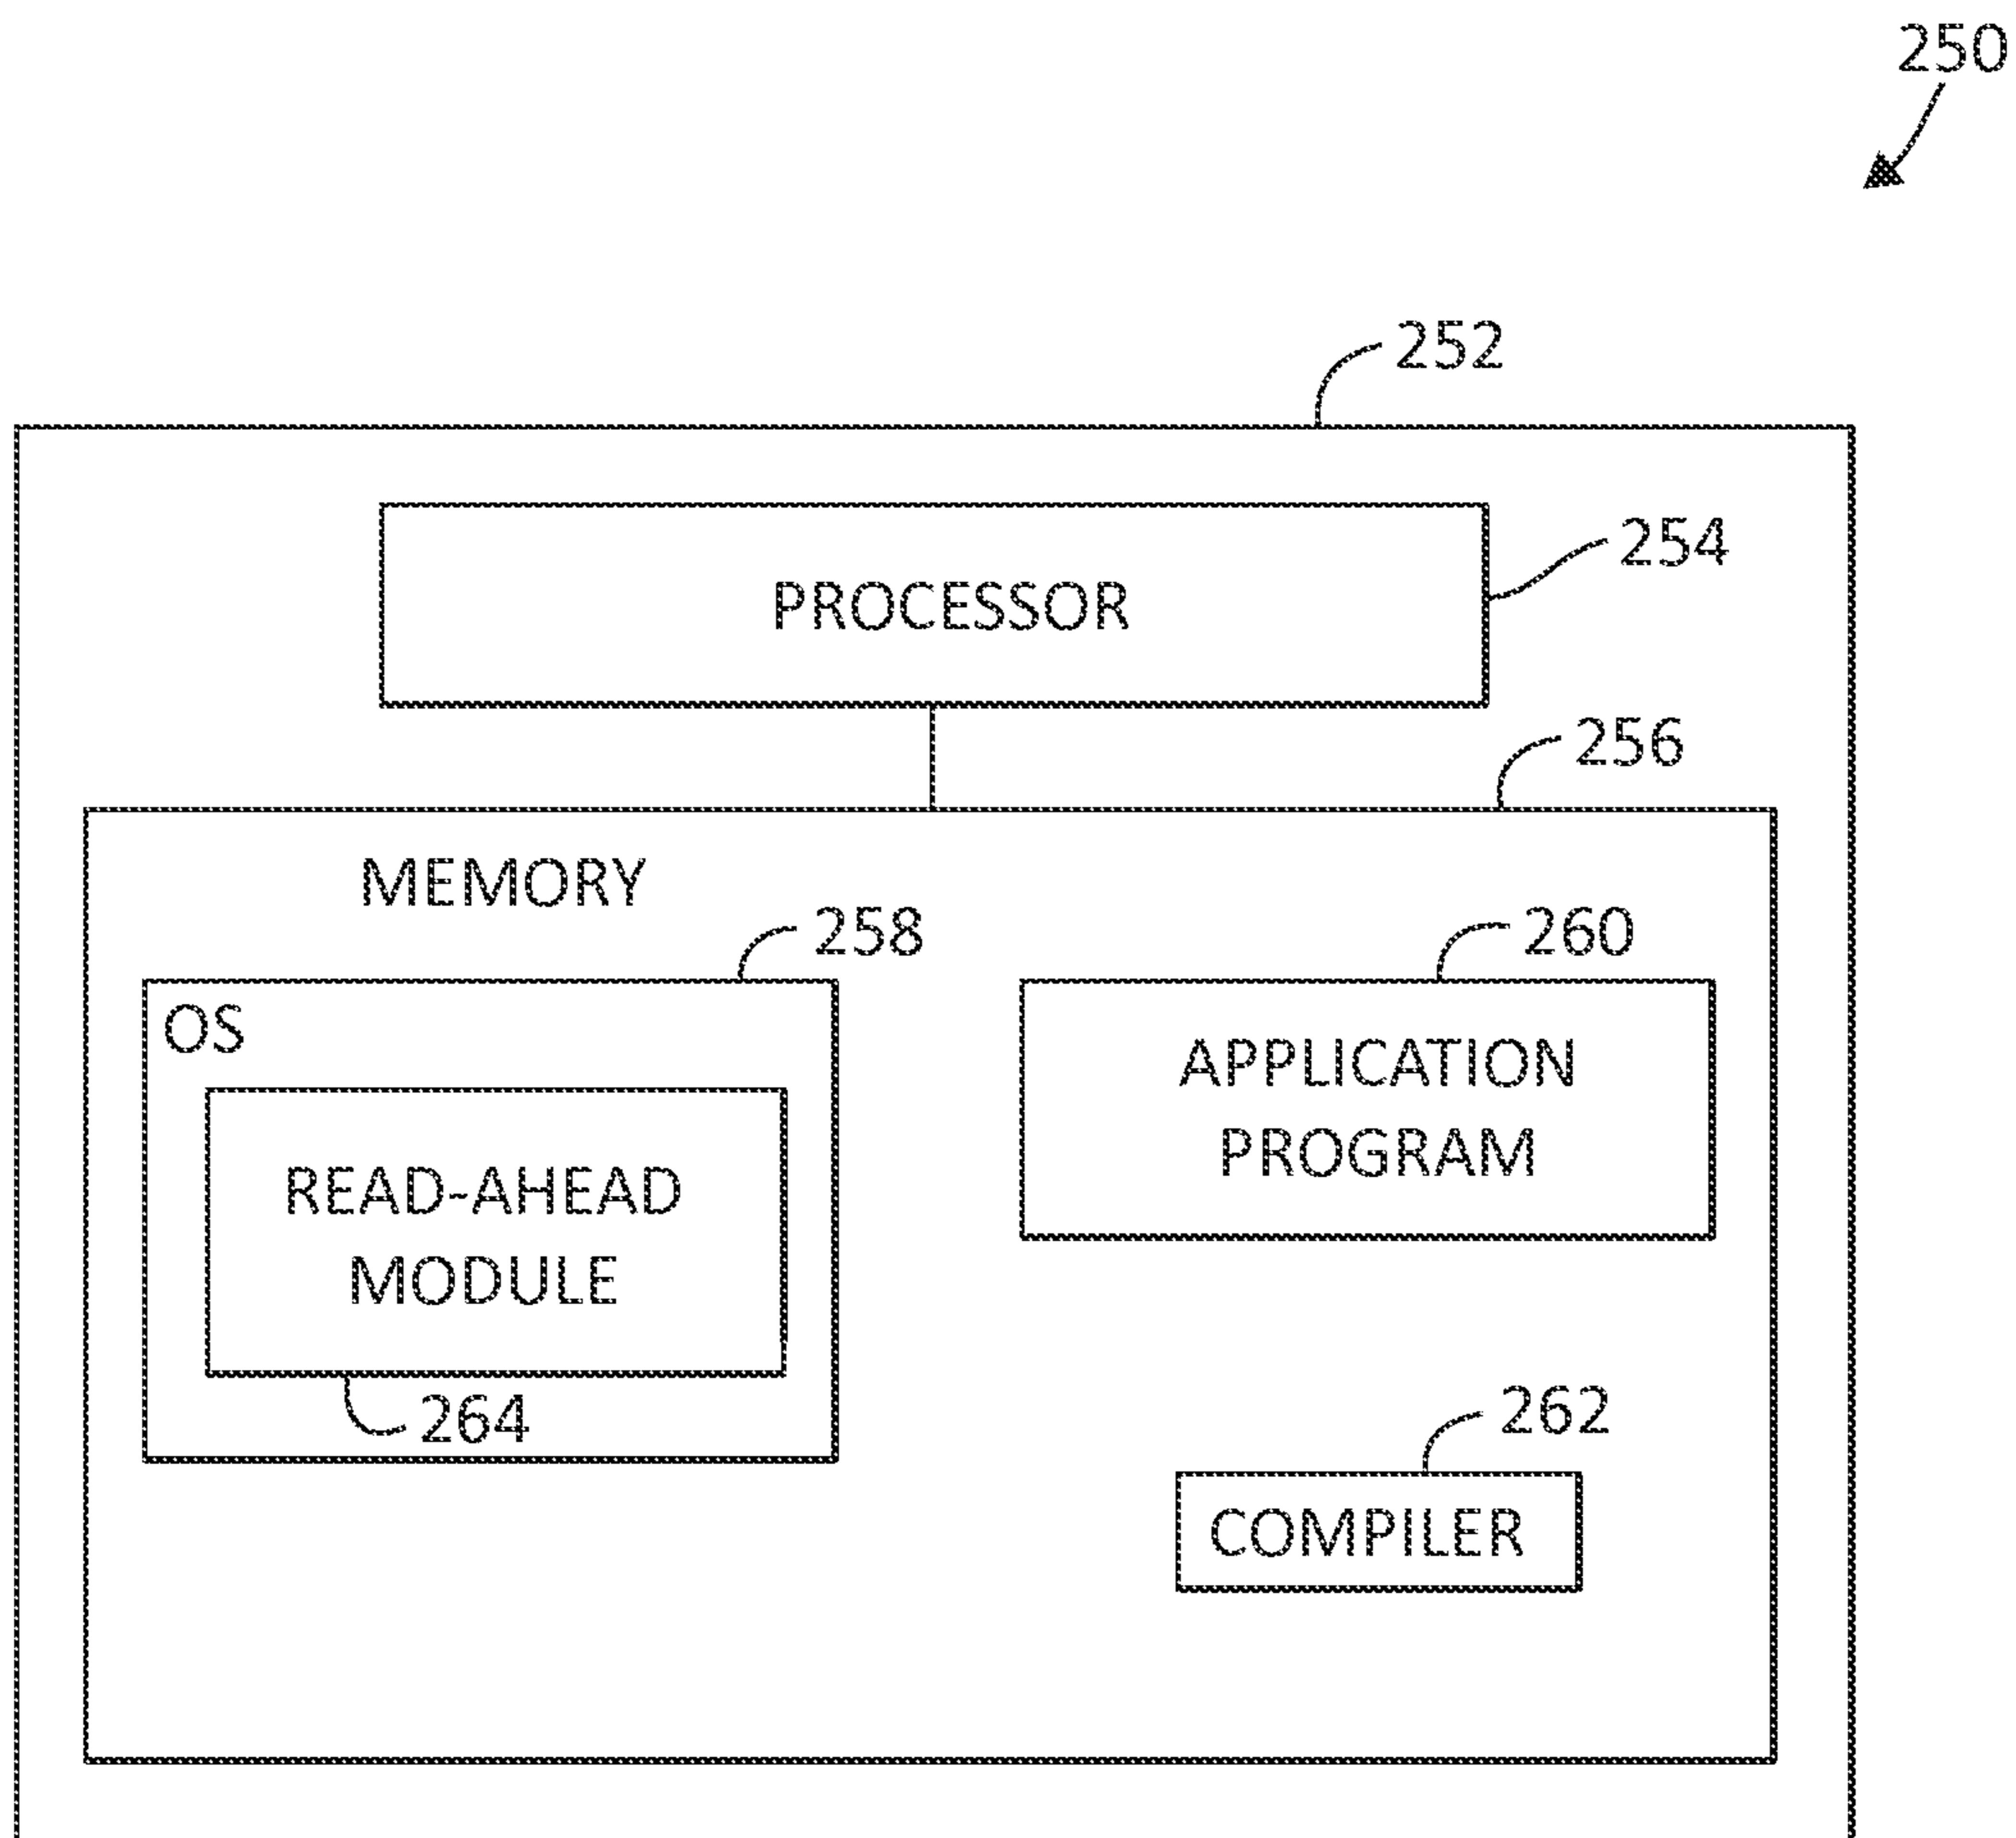 250
252
PROCESSOR
254
256
MEMORY
258
260
OS
APPLICATION
PROGRAM
READ-AHEAD
MODULE
264
262
COMPILER